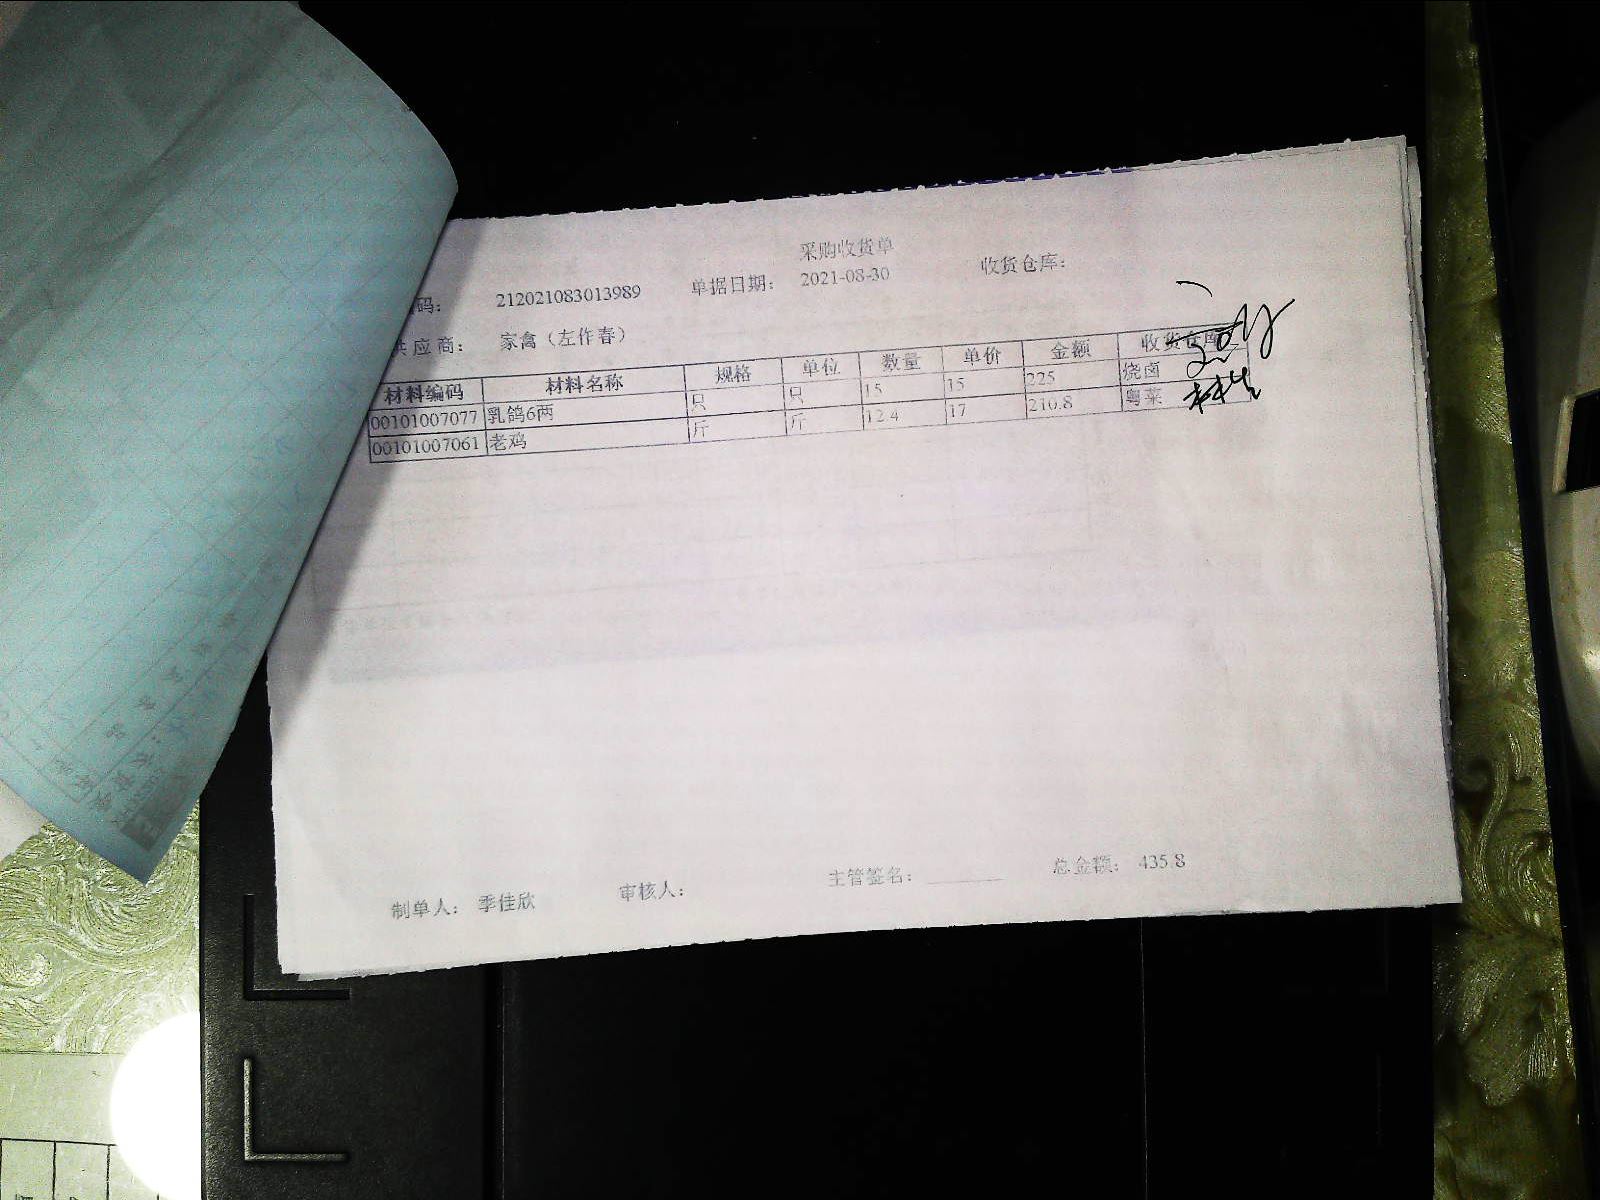 采购收货单
码： 212021083013989 单据日期： 2021-08-30 收货仓库：
供应商： 家禽（左作春）
材料编码 材料名称 规格 单位 数量 单价 金额 收货仓库
00101007077 乳鸽6两 只 只 15 15 225 烧卤
00101007061 老鸡 斤 斤 12.4 17 210.8 粤菜
制单人： 季佳欣 审核人： 主管签名： 总金额： 435.8